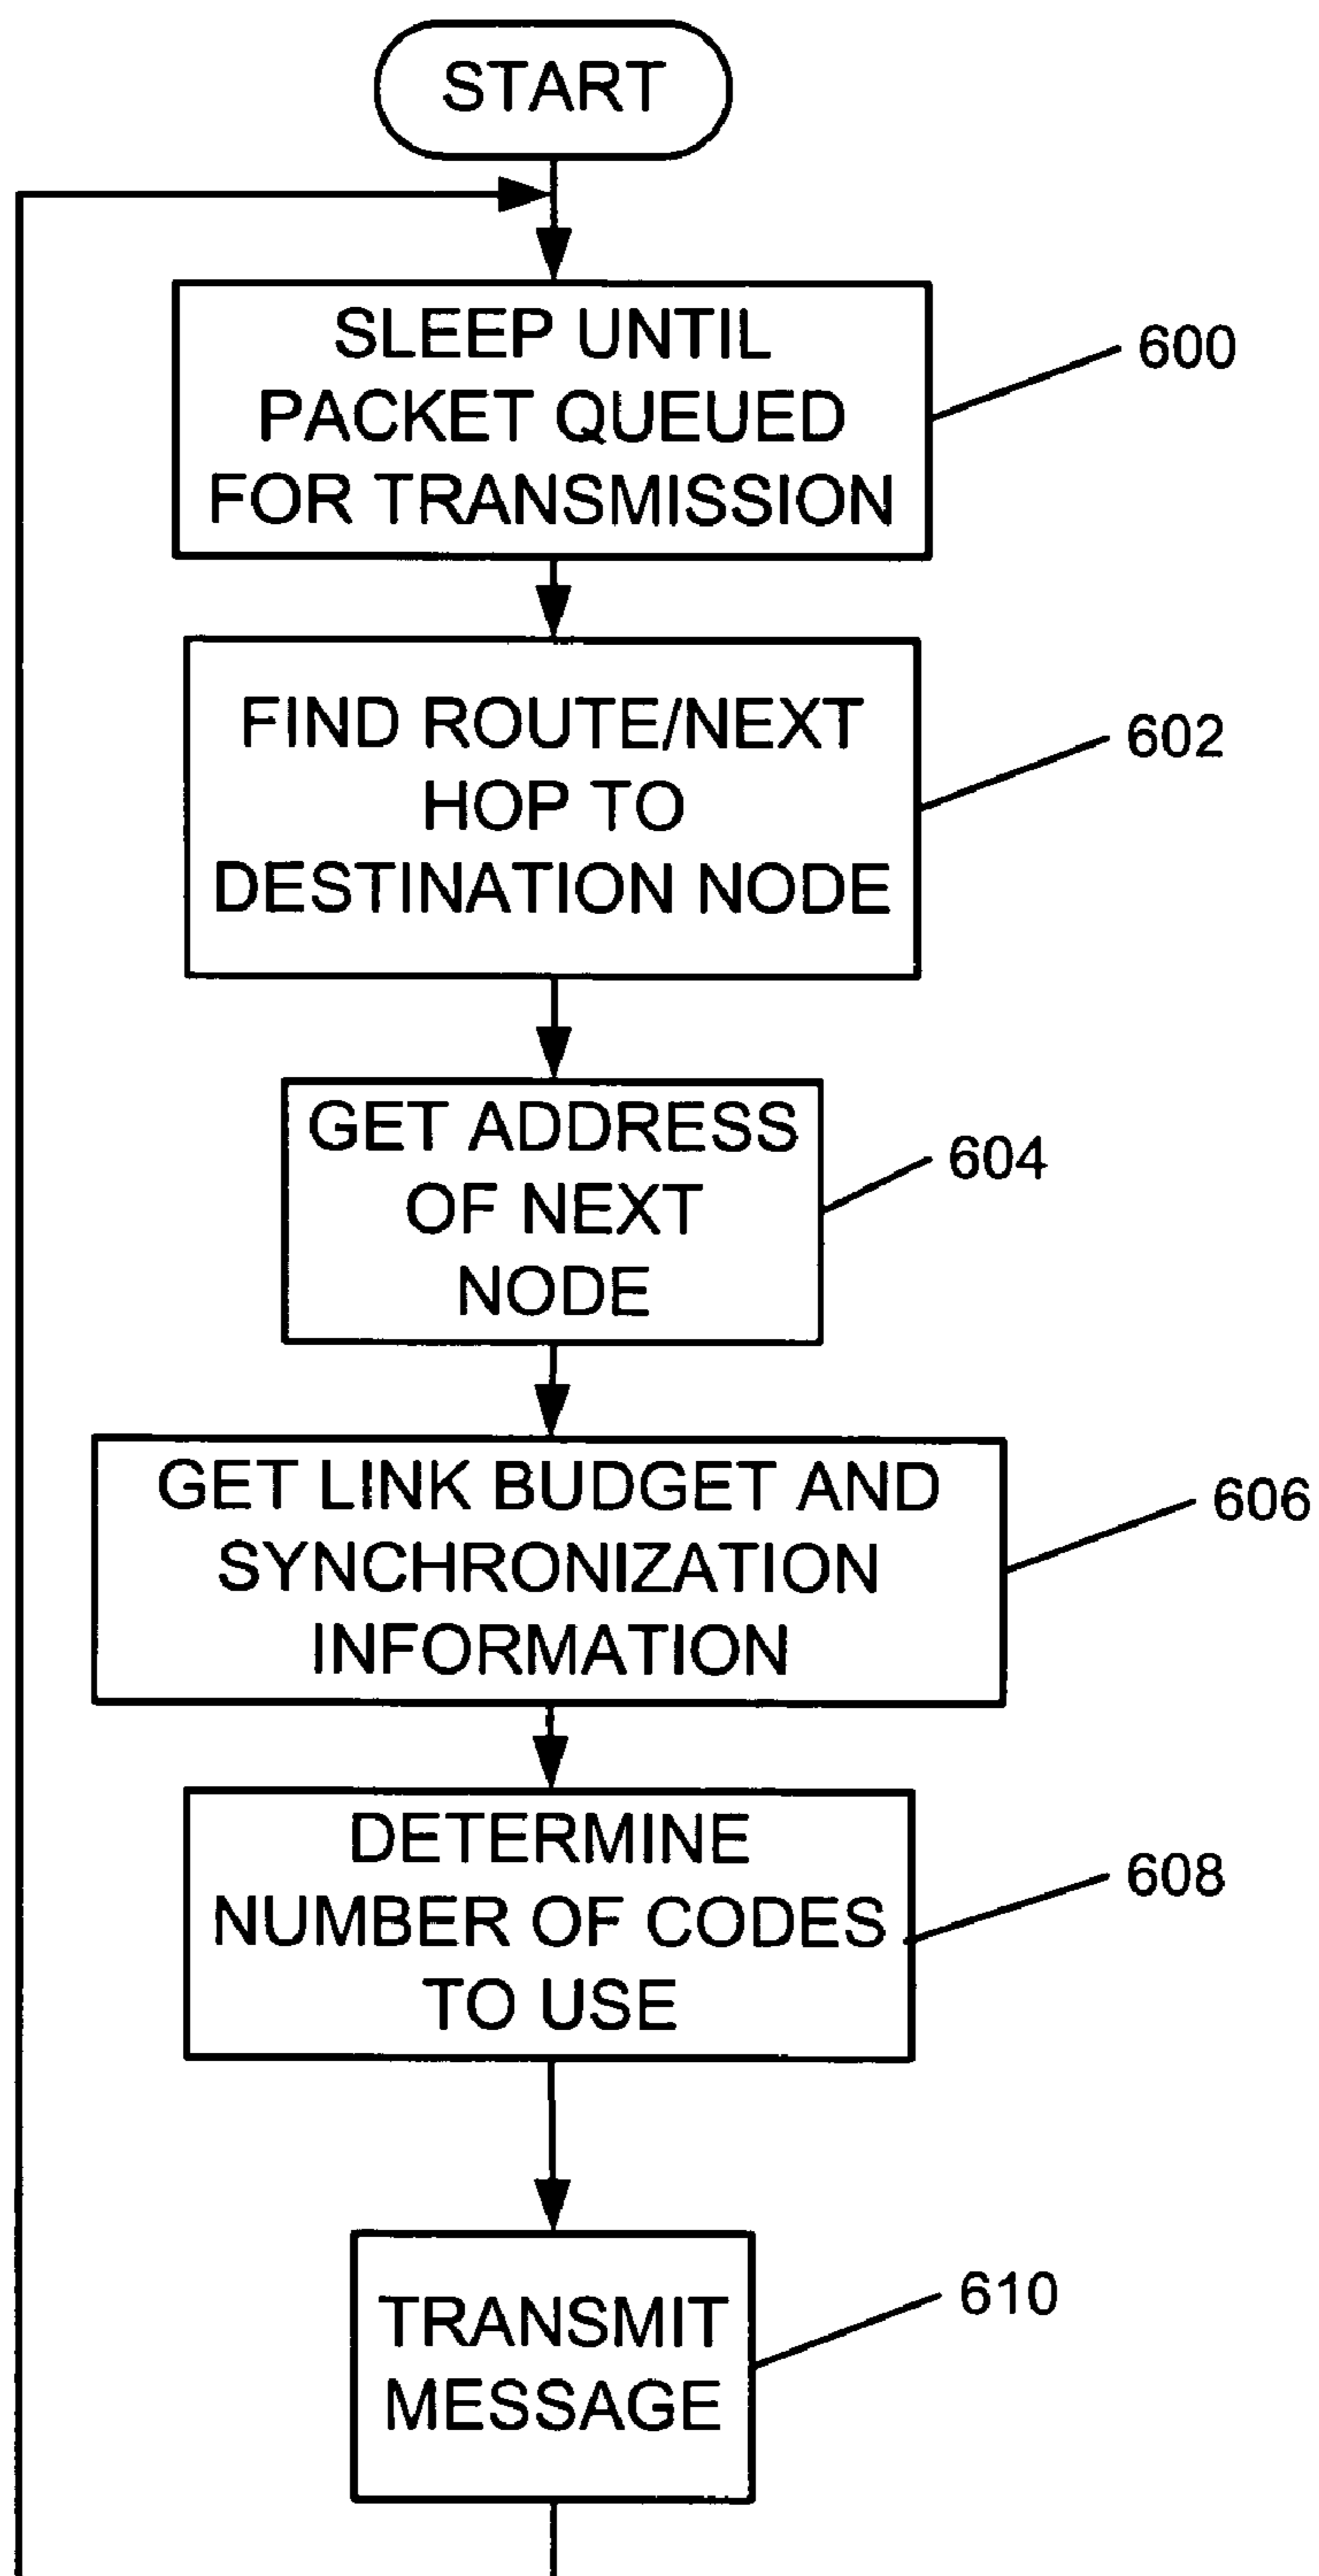 START
SLEEP UNTIL
PACKET QUEUED
FOR TRANSMISSION
600
FIND ROUTE/NEXT
HOP TO
DESTINATION NODE
602
GET ADDRESS
OF NEXT
NODE
604
GET LINK BUDGET AND
SYNCHRONIZATION
INFORMATION
606
DETERMINE
NUMBER OF CODES
TO USE
608
TRANSMIT
MESSAGE
610